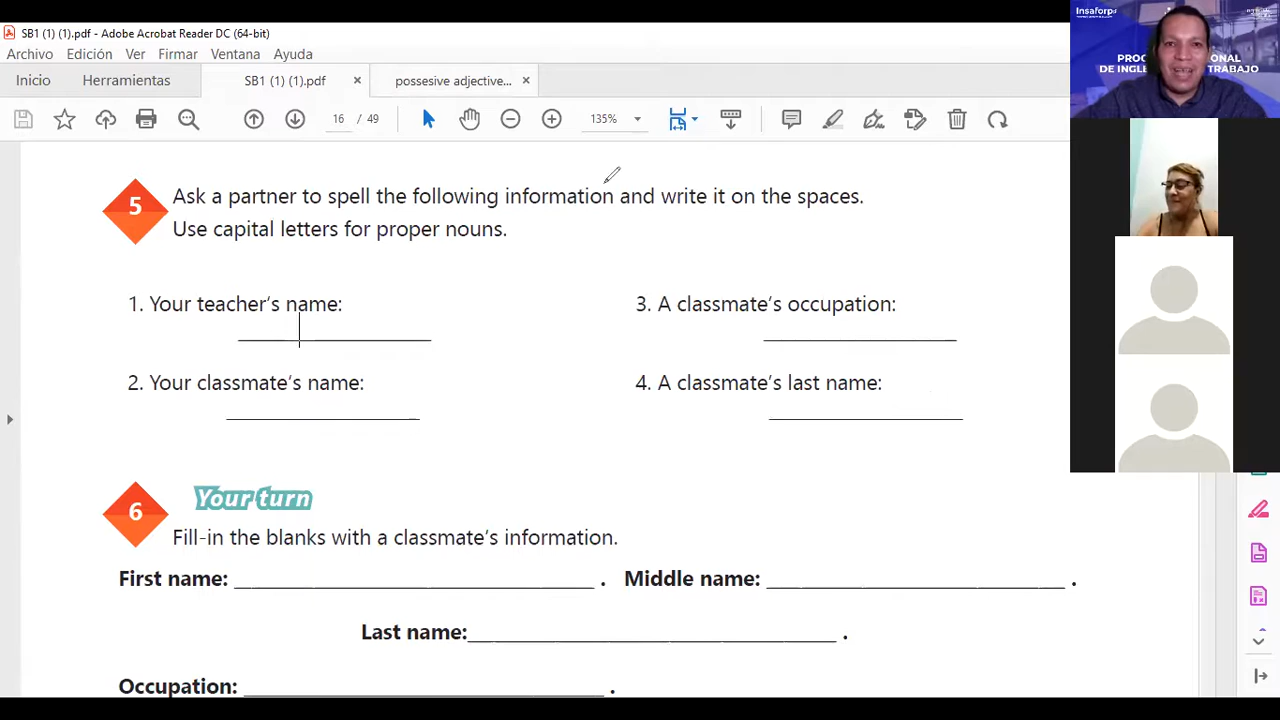 SB1 (1) (1).pdf - Adobe Acrobat Reader DC (64-bit)
Archivo Edición Ver Firmar Ventana Ayuda
Inicio Herramientas SB1 (1) (1).pdf × possesive adjective... ×
16 / 49 135%
5 Ask a partner to spell the following information and write it on the spaces.
Use capital letters for proper nouns.
1. Your teacher's name:
2. Your classmate's name:
3. A classmate's occupation:
4. A classmate's last name:
6 Your turn
Fill-in the blanks with a classmate's information.
First name: . Middle name: .
Last name: .
Occupation: .
Insaforp
DE INGLE TRABAJO